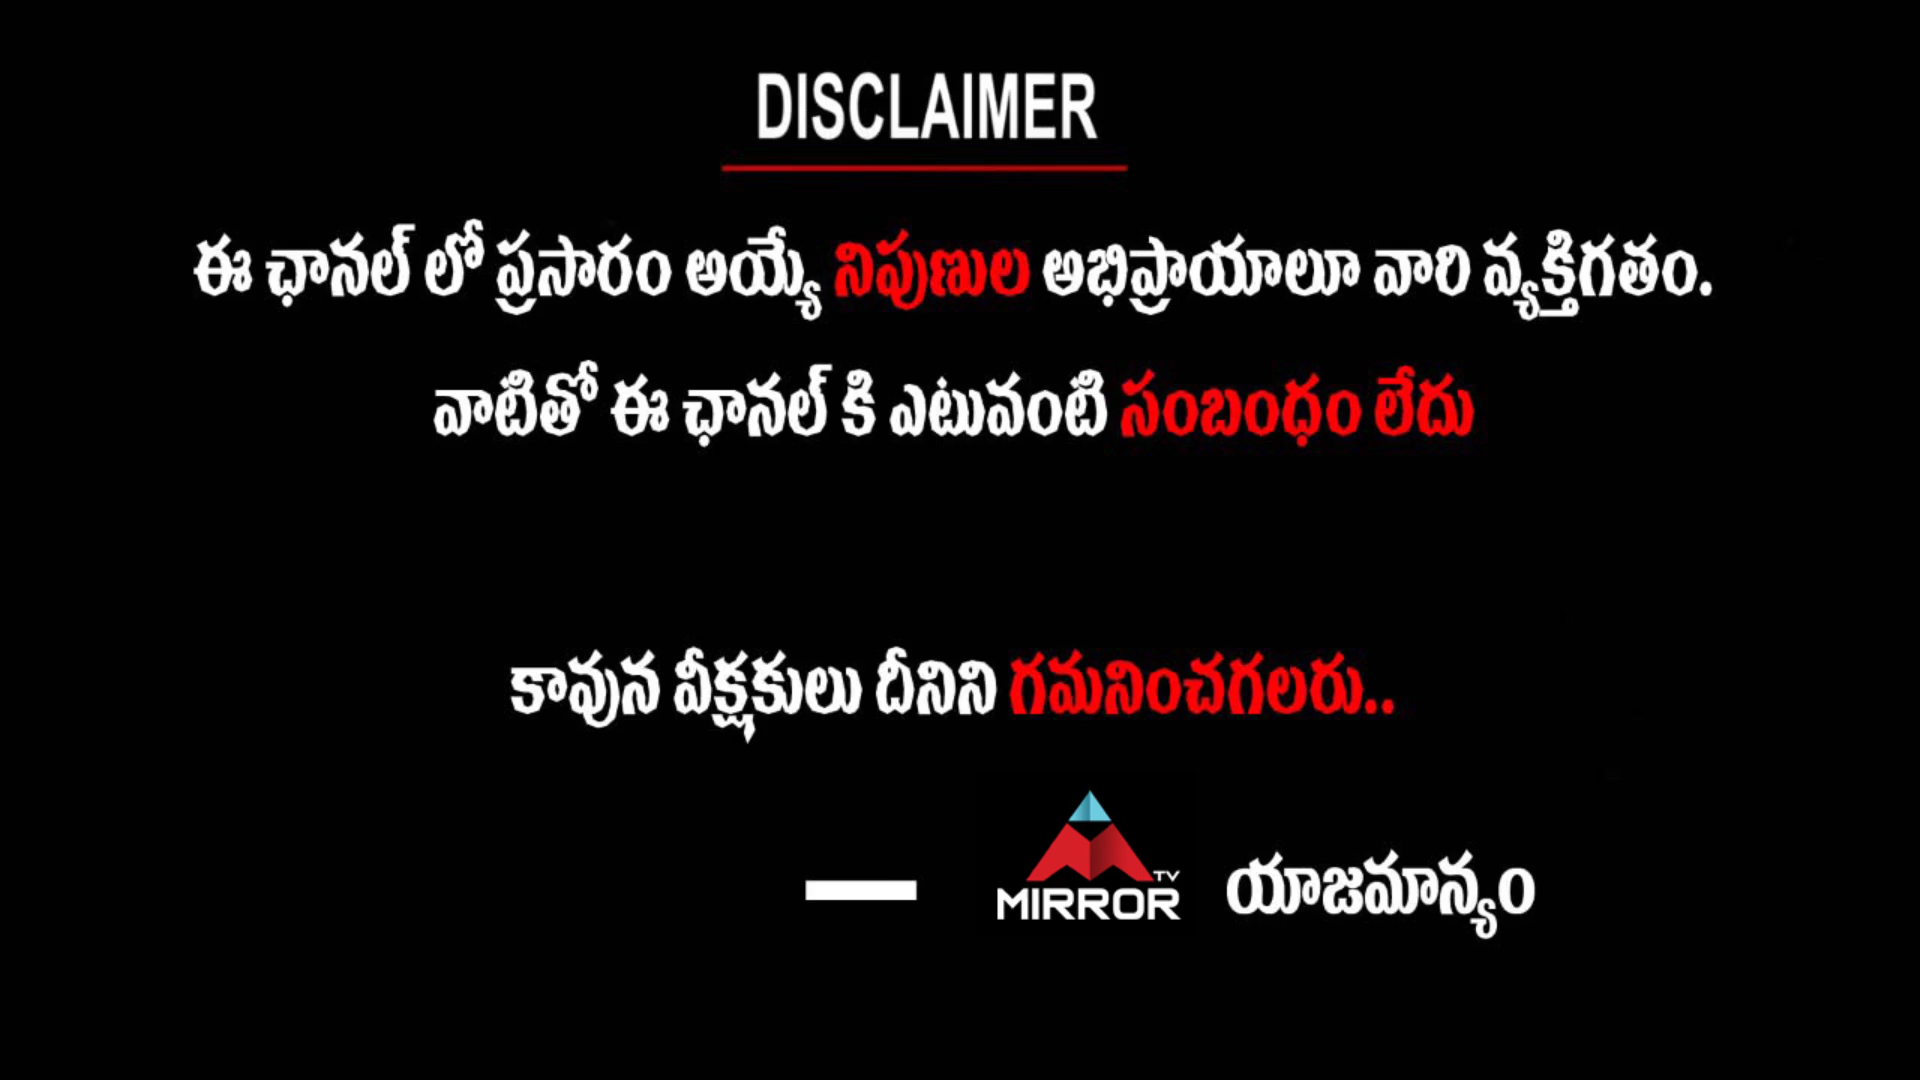 DISCLAIMER
ఈ ఛానల్ లో ప్రసారం అయ్యే నిపుణుల అభిప్రాయాలూ వారి వ్యక్తిగతం.
వాటితో ఈ ఛానల్ కి ఎటువంటి సంబంధం లేదు
కావున వీక్షకులు దీనిని గమనించగలరు..
— MIRROR TV యాజమాన్యం